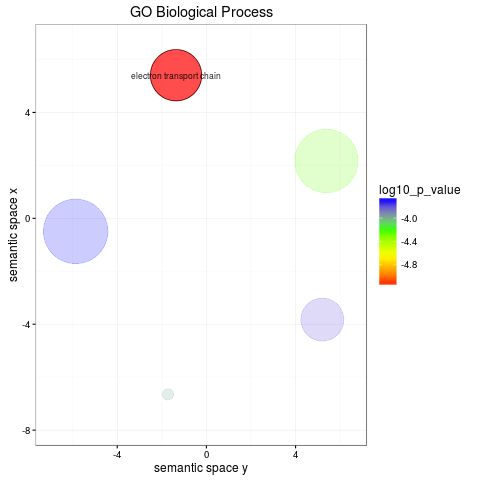 GO Biological Process
electron transport chain
4
0
-4
-8
semantic space x
-4
0
4
semantic space y
log10_p_value
-4.0
-4.4
-4.8